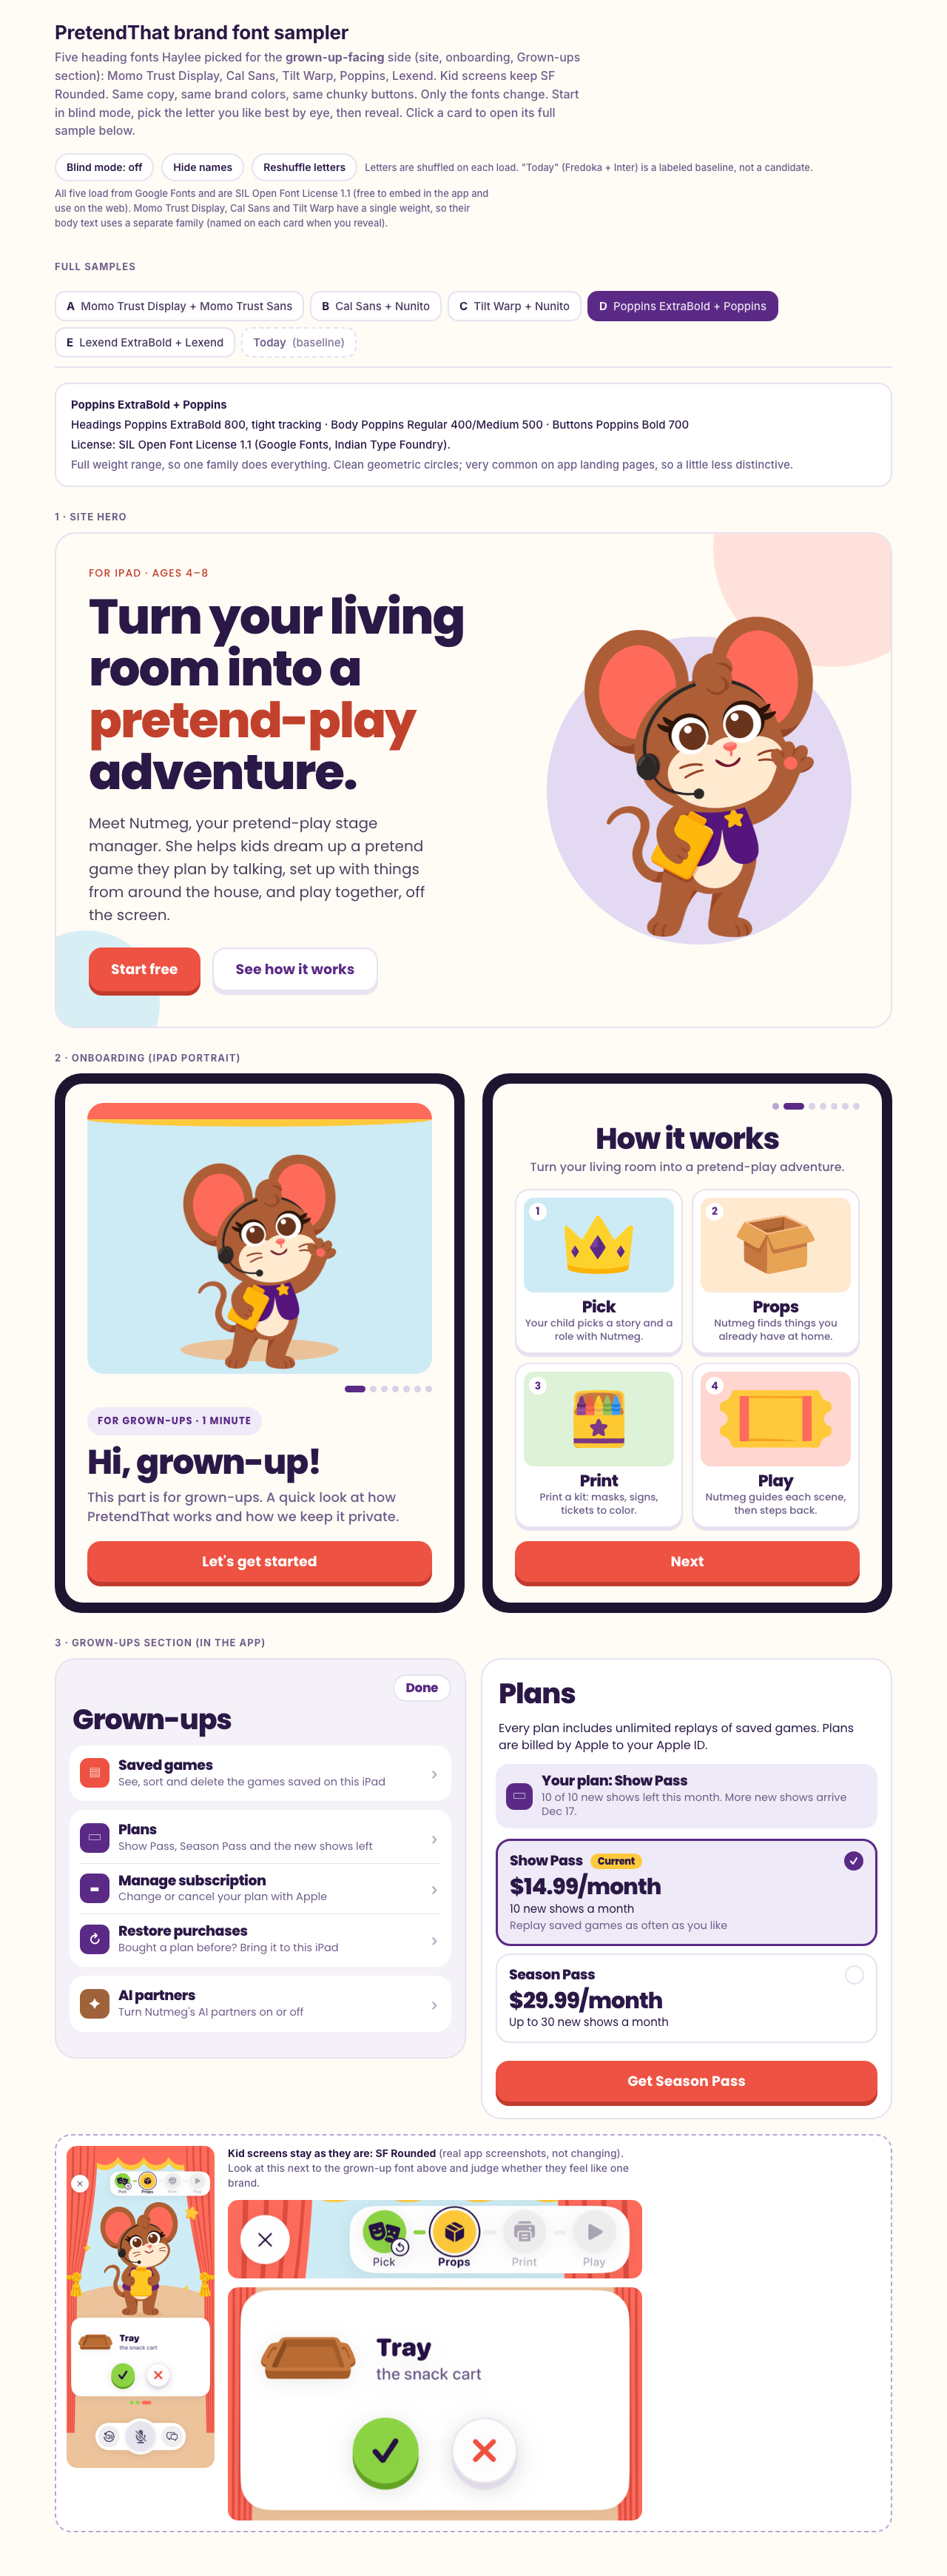 PretendThat brand font sampler
Five heading fonts Haylee picked for the grown-up-facing side (site, onboarding, Grown-ups
section): Momo Trust Display, Cal Sans, Tilt Warp, Poppins, Lexend. Kid screens keep SF
Rounded. Same copy, same brand colors, same chunky buttons. Only the fonts change. Start
in blind mode, pick the letter you like best by eye, then reveal. Click a card to open its full
sample below.
Blind mode: off
Hide names
Reshuffle letters
Letters are shuffled on each load. "Today" (Fredoka + Inter) is a labeled baseline, not a candidate.
All five load from Google Fonts and are SIL Open Font License 1.1 (free to embed in the app and
use on the web). Momo Trust Display, Cal Sans and Tilt Warp have a single weight, so their
body text uses a separate family (named on each card when you reveal).
FULL SAMPLES
A Momo Trust Display + Momo Trust Sans
B Cal Sans + Nunito
C Tilt Warp + Nunito
D Poppins ExtraBold + Poppins
E Lexend ExtraBold + Lexend
Today (baseline)
Poppins ExtraBold + Poppins
Headings Poppins ExtraBold 800, tight tracking · Body Poppins Regular 400/Medium 500 · Buttons Poppins Bold 700
License: SIL Open Font License 1.1 (Google Fonts, Indian Type Foundry).
Full weight range, so one family does everything. Clean geometric circles; very common on app landing pages, so a little less distinctive.
1 · SITE HERO
FOR IPAD · AGES 4–8
Turn your living
room into a
pretend-play
adventure.
Meet Nutmeg, your pretend-play stage
manager. She helps kids dream up a pretend
game they plan by talking, set up with things
from around the house, and play together, off
the screen.
Start free
See how it works
2 · ONBOARDING (IPAD PORTRAIT)
FOR GROWN-UPS · 1 MINUTE
Hi, grown-up!
This part is for grown-ups. A quick look at how
PretendThat works and how we keep it private.
Let's get started
How it works
Turn your living room into a pretend-play adventure.
1
Pick
Your child picks a story and a
role with Nutmeg.
2
Props
Nutmeg finds things you
already have at home.
3
Print
Print a kit: masks, signs,
tickets to color.
4
Play
Nutmeg guides each scene,
then steps back.
Next
3 · GROWN-UPS SECTION (IN THE APP)
Done
Grown-ups
Saved games
See, sort and delete the games saved on this iPad
Plans
Show Pass, Season Pass and the new shows left
Manage subscription
Change or cancel your plan with Apple
Restore purchases
Bought a plan before? Bring it to this iPad
AI partners
Turn Nutmeg's AI partners on or off
Plans
Every plan includes unlimited replays of saved games. Plans
are billed by Apple to your Apple ID.
Your plan: Show Pass
10 of 10 new shows left this month. More new shows arrive
Dec 17.
Show Pass Current
$14.99/month
10 new shows a month
Replay saved games as often as you like
Season Pass
$29.99/month
Up to 30 new shows a month
Get Season Pass
Pick
Props
Print
Play
Tray
the snack cart
Kid screens stay as they are: SF Rounded (real app screenshots, not changing).
Look at this next to the grown-up font above and judge whether they feel like one
brand.
Pick
Props
Print
Play
Tray
the snack cart